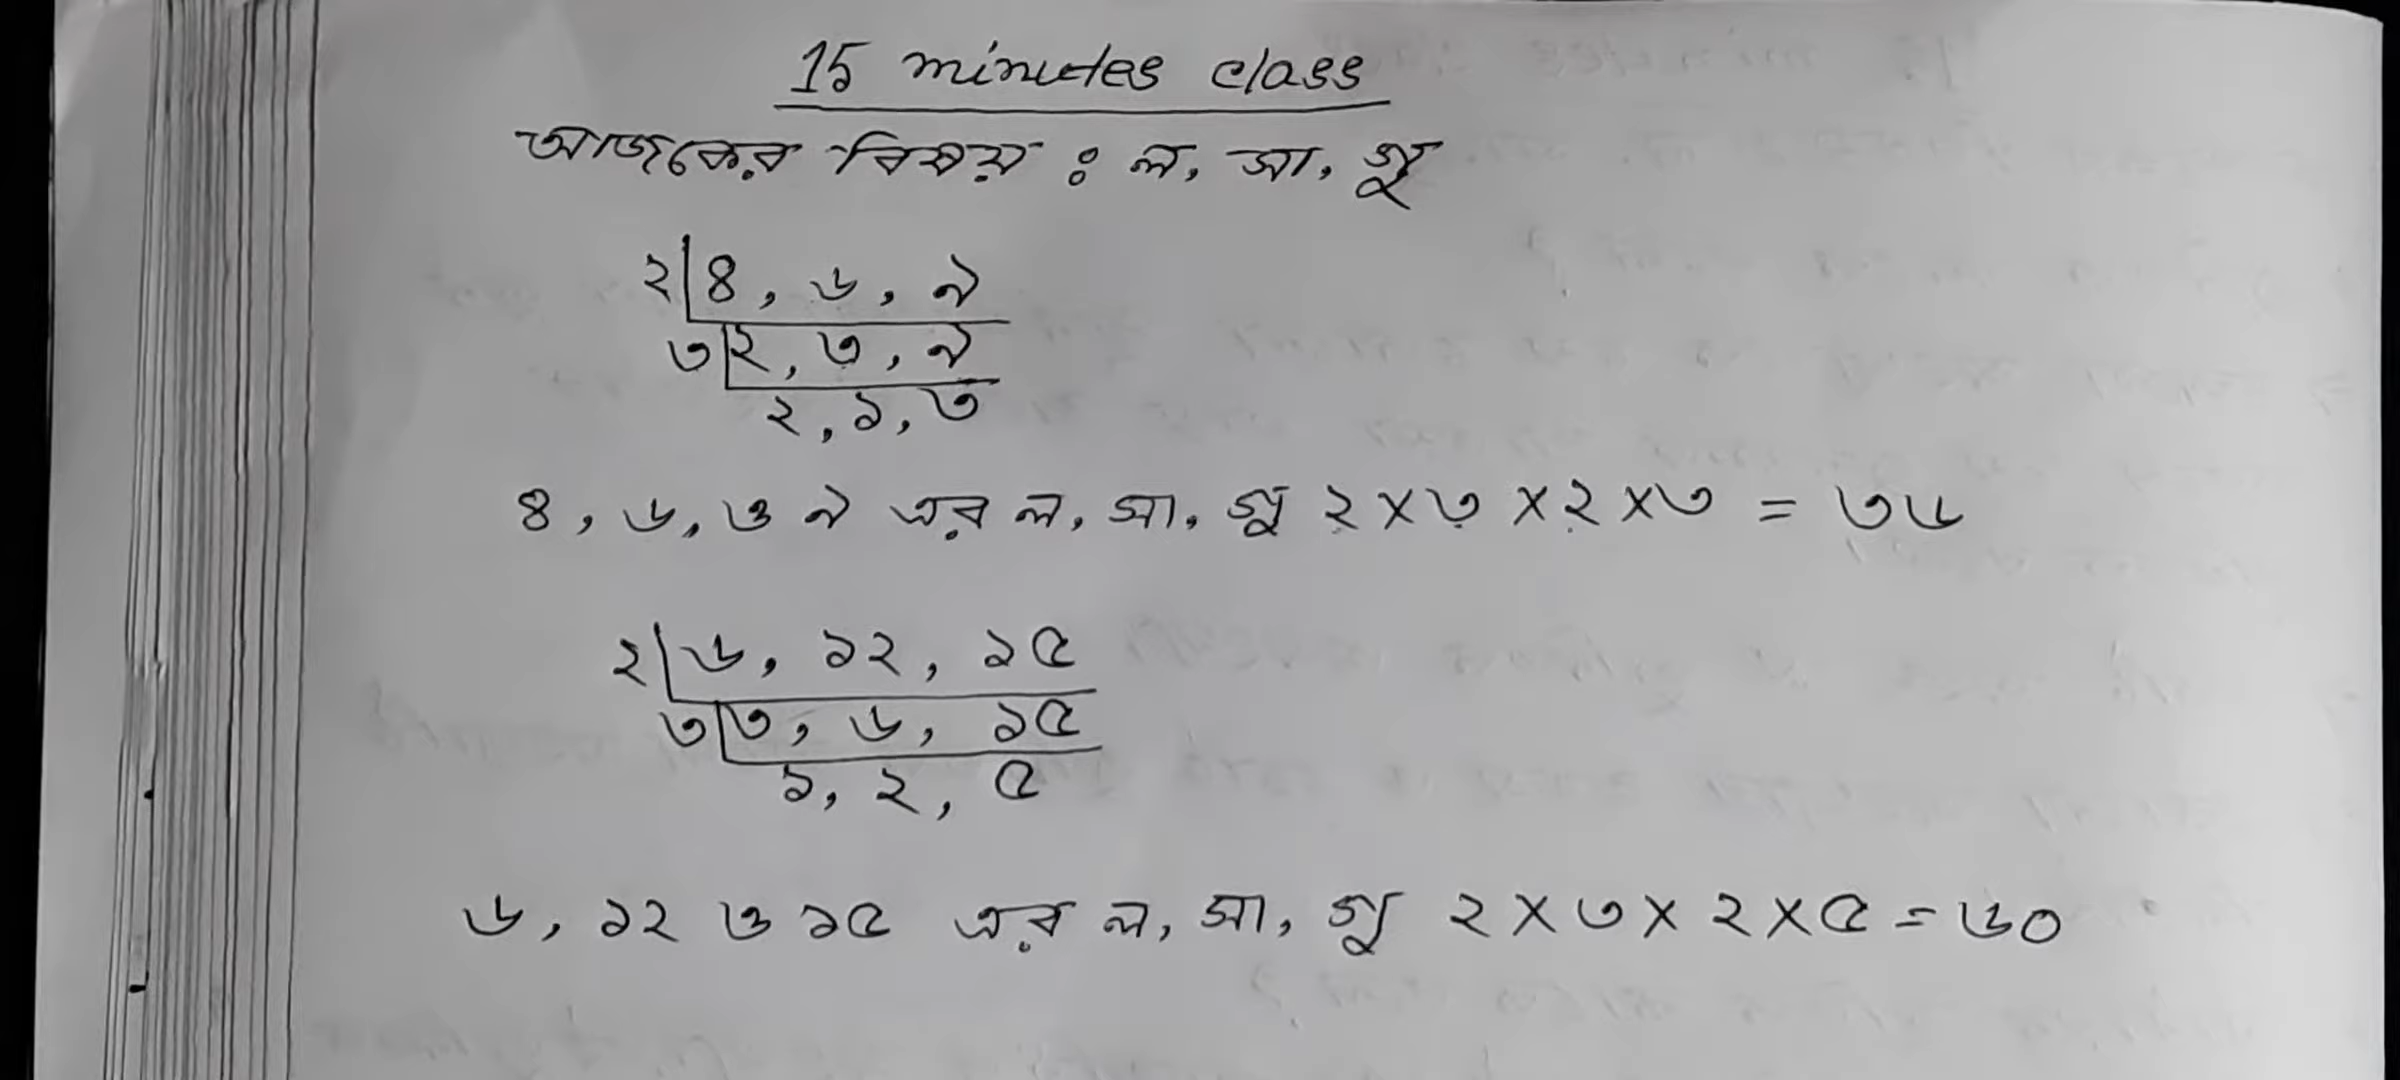 15 minutes class
আজকের বিষয় : ল, সা, গু
২|৪, ৬, ৯
৩|২, ৩, ৯
২, ১, ৩
৪, ৬, ও ৯ এর ল, সা, গু ২ × ৩ × ২ × ৩ = ৩৬
২|৬, ১২, ১৫
৩|৩, ৬, ১৫
১, ২, ৫
৬, ১২ ও ১৫ এর ল, সা, গু ২ × ৩ × ২ × ৫ = ৬০